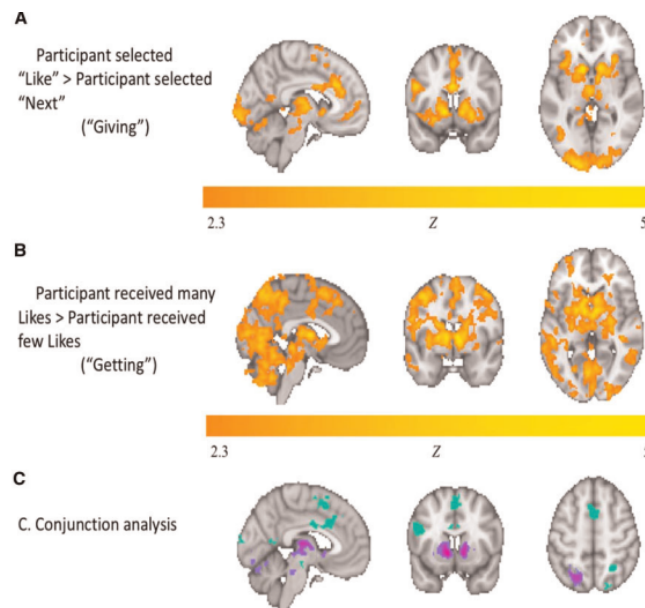 A
Participant selected
“Like” > Participant selected
“Next”
(“Giving”)
2.3 Z 5
B
Participant received many
Likes > Participant received
few Likes
(“Getting”)
2.3 Z
C
C. Conjunction analysis